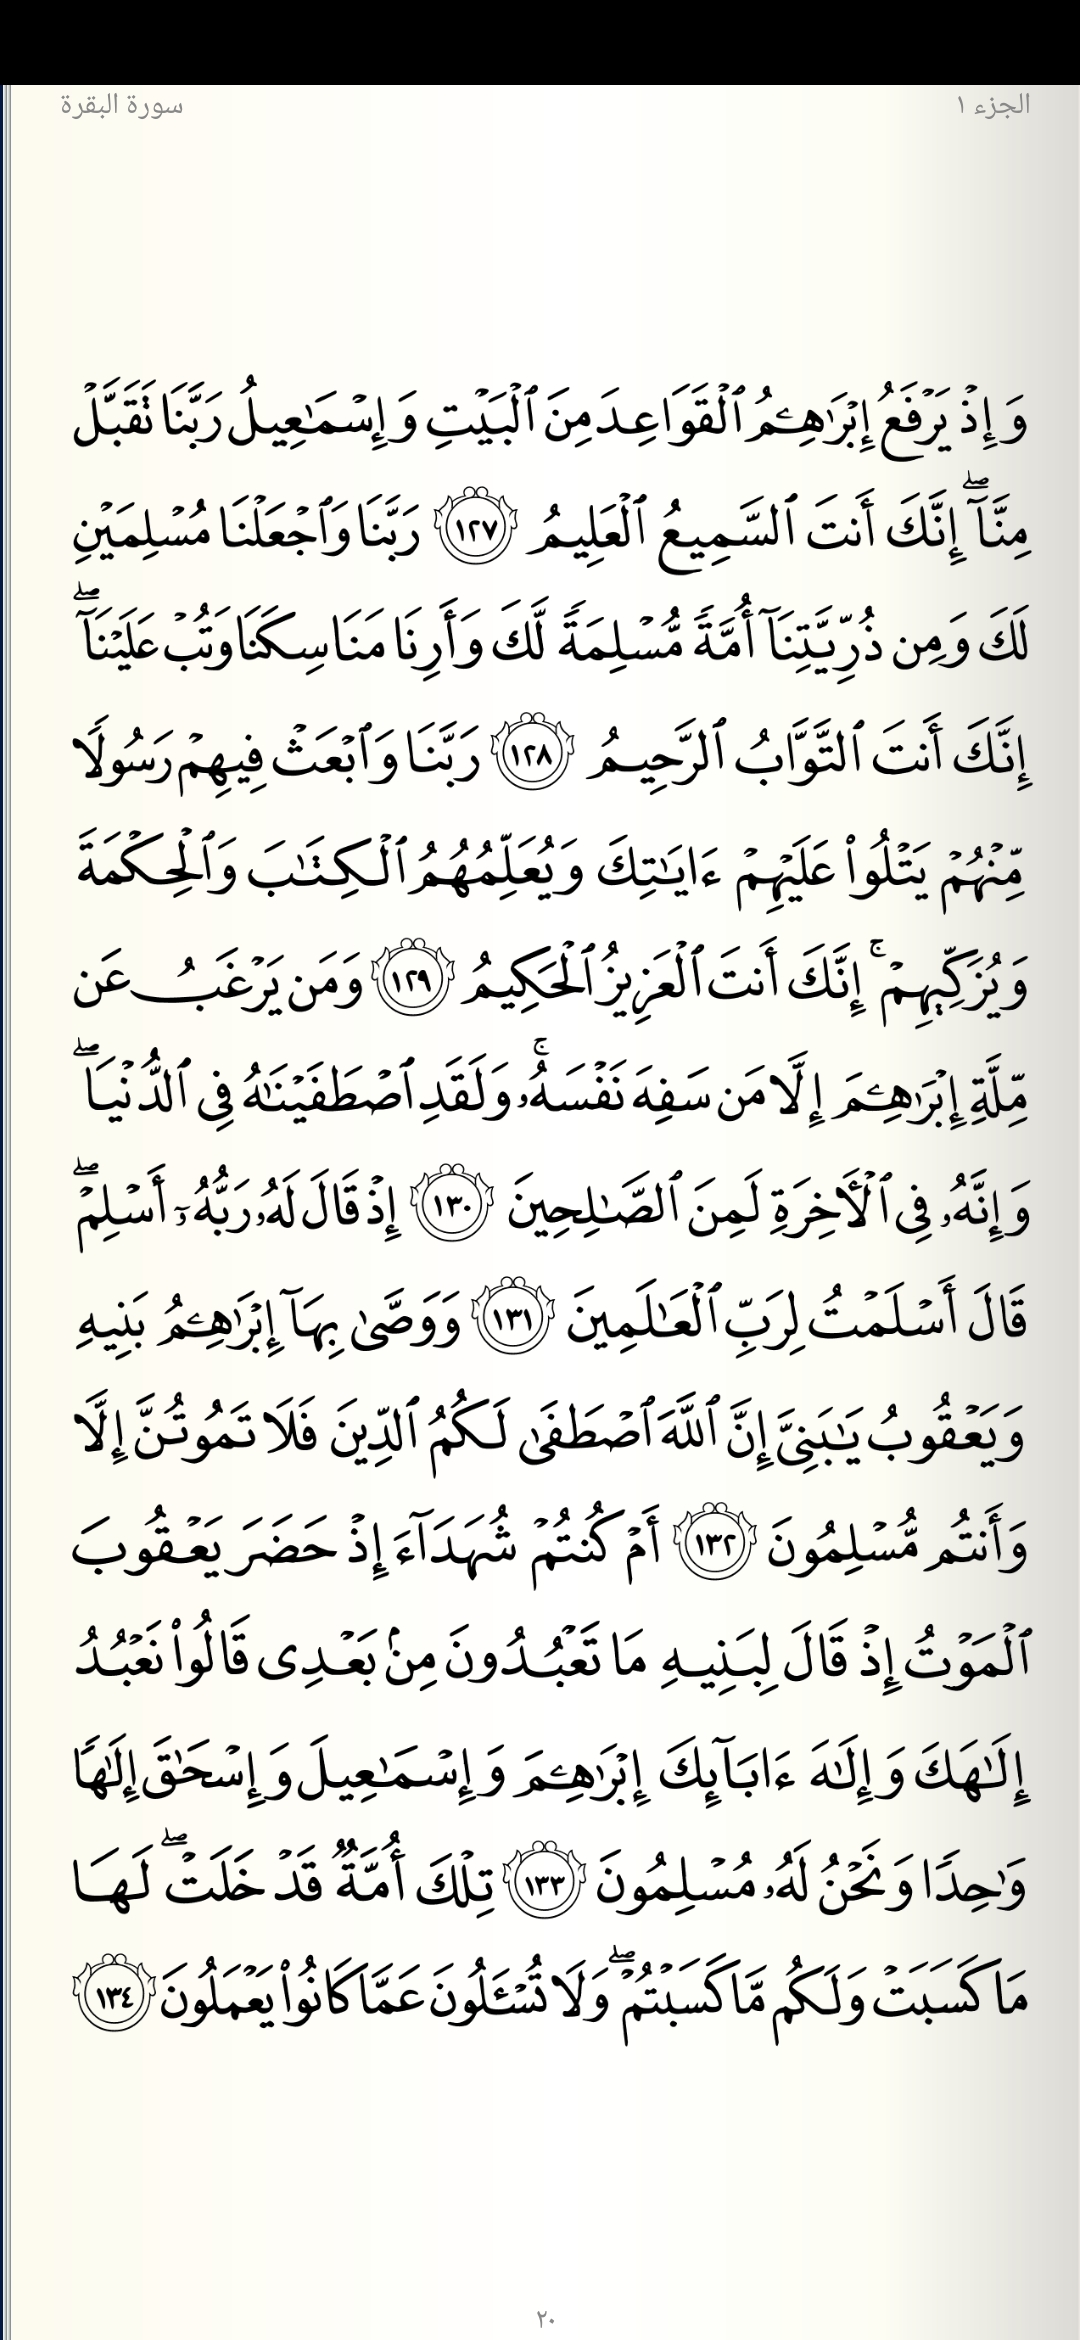 الجزء ١
سورة البقرة
وَإِذۡ يَرۡفَعُ إِبۡرَٰهِـۧمُ ٱلۡقَوَاعِدَ مِنَ ٱلۡبَيۡتِ وَإِسۡمَٰعِيلُ رَبَّنَا تَقَبَّلۡ
مِنَّآۖ إِنَّكَ أَنتَ ٱلسَّمِيعُ ٱلۡعَلِيمُ ١٢٧ رَبَّنَا وَٱجۡعَلۡنَا مُسۡلِمَيۡنِ
لَكَ وَمِن ذُرِّيَّتِنَآ أُمَّةٗ مُّسۡلِمَةٗ لَّكَ وَأَرِنَا مَنَاسِكَنَا وَتُبۡ عَلَيۡنَآۖ
إِنَّكَ أَنتَ ٱلتَّوَّابُ ٱلرَّحِيمُ ١٢٨ رَبَّنَا وَٱبۡعَثۡ فِيهِمۡ رَسُولٗا
مِّنۡهُمۡ يَتۡلُواْ عَلَيۡهِمۡ ءَايَٰتِكَ وَيُعَلِّمُهُمُ ٱلۡكِتَٰبَ وَٱلۡحِكۡمَةَ
وَيُزَكِّيهِمۡۚ إِنَّكَ أَنتَ ٱلۡعَزِيزُ ٱلۡحَكِيمُ ١٢٩ وَمَن يَرۡغَبُ عَن
مِّلَّةِ إِبۡرَٰهِـۧمَ إِلَّا مَن سَفِهَ نَفۡسَهُۥۚ وَلَقَدِ ٱصۡطَفَيۡنَٰهُ فِي ٱلدُّنۡيَاۖ
وَإِنَّهُۥ فِي ٱلۡأٓخِرَةِ لَمِنَ ٱلصَّٰلِحِينَ ١٣٠ إِذۡ قَالَ لَهُۥ رَبُّهُۥٓ أَسۡلِمۡۖ
قَالَ أَسۡلَمۡتُ لِرَبِّ ٱلۡعَٰلَمِينَ ١٣١ وَوَصَّىٰ بِهَآ إِبۡرَٰهِـۧمُ بَنِيهِ
وَيَعۡقُوبُ يَٰبَنِيَّ إِنَّ ٱللَّهَ ٱصۡطَفَىٰ لَكُمُ ٱلدِّينَ فَلَا تَمُوتُنَّ إِلَّا
وَأَنتُم مُّسۡلِمُونَ ١٣٢ أَمۡ كُنتُمۡ شُهَدَآءَ إِذۡ حَضَرَ يَعۡقُوبَ
ٱلۡمَوۡتُ إِذۡ قَالَ لِبَنِيهِ مَا تَعۡبُدُونَ مِنۢ بَعۡدِي قَالُواْ نَعۡبُدُ
إِلَٰهَكَ وَإِلَٰهَ ءَابَآئِكَ إِبۡرَٰهِـۧمَ وَإِسۡمَٰعِيلَ وَإِسۡحَٰقَ إِلَٰهٗا
وَٰحِدٗا وَنَحۡنُ لَهُۥ مُسۡلِمُونَ ١٣٣ تِلۡكَ أُمَّةٞ قَدۡ خَلَتۡۖ لَهَا
مَا كَسَبَتۡ وَلَكُم مَّا كَسَبۡتُمۡۖ وَلَا تُسۡـَٔلُونَ عَمَّا كَانُواْ يَعۡمَلُونَ ١٣٤
٢٠